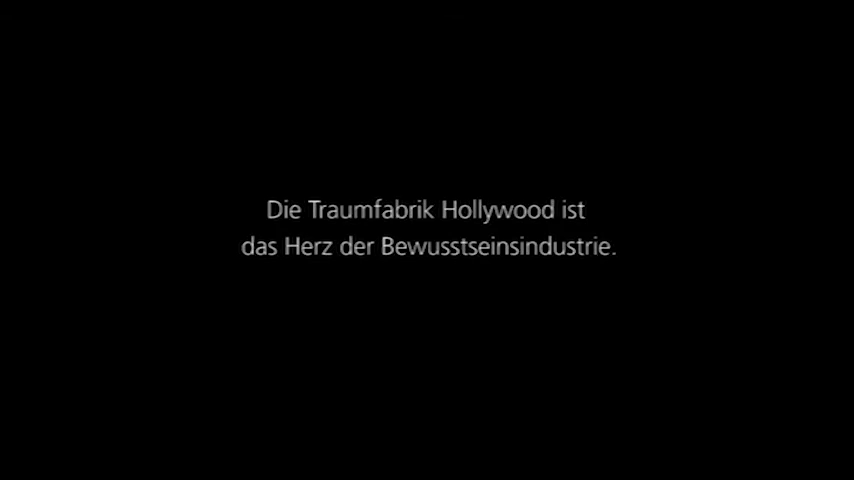 Die Traumfabrik Hollywood ist
das Herz der Bewusstseinsindustrie.